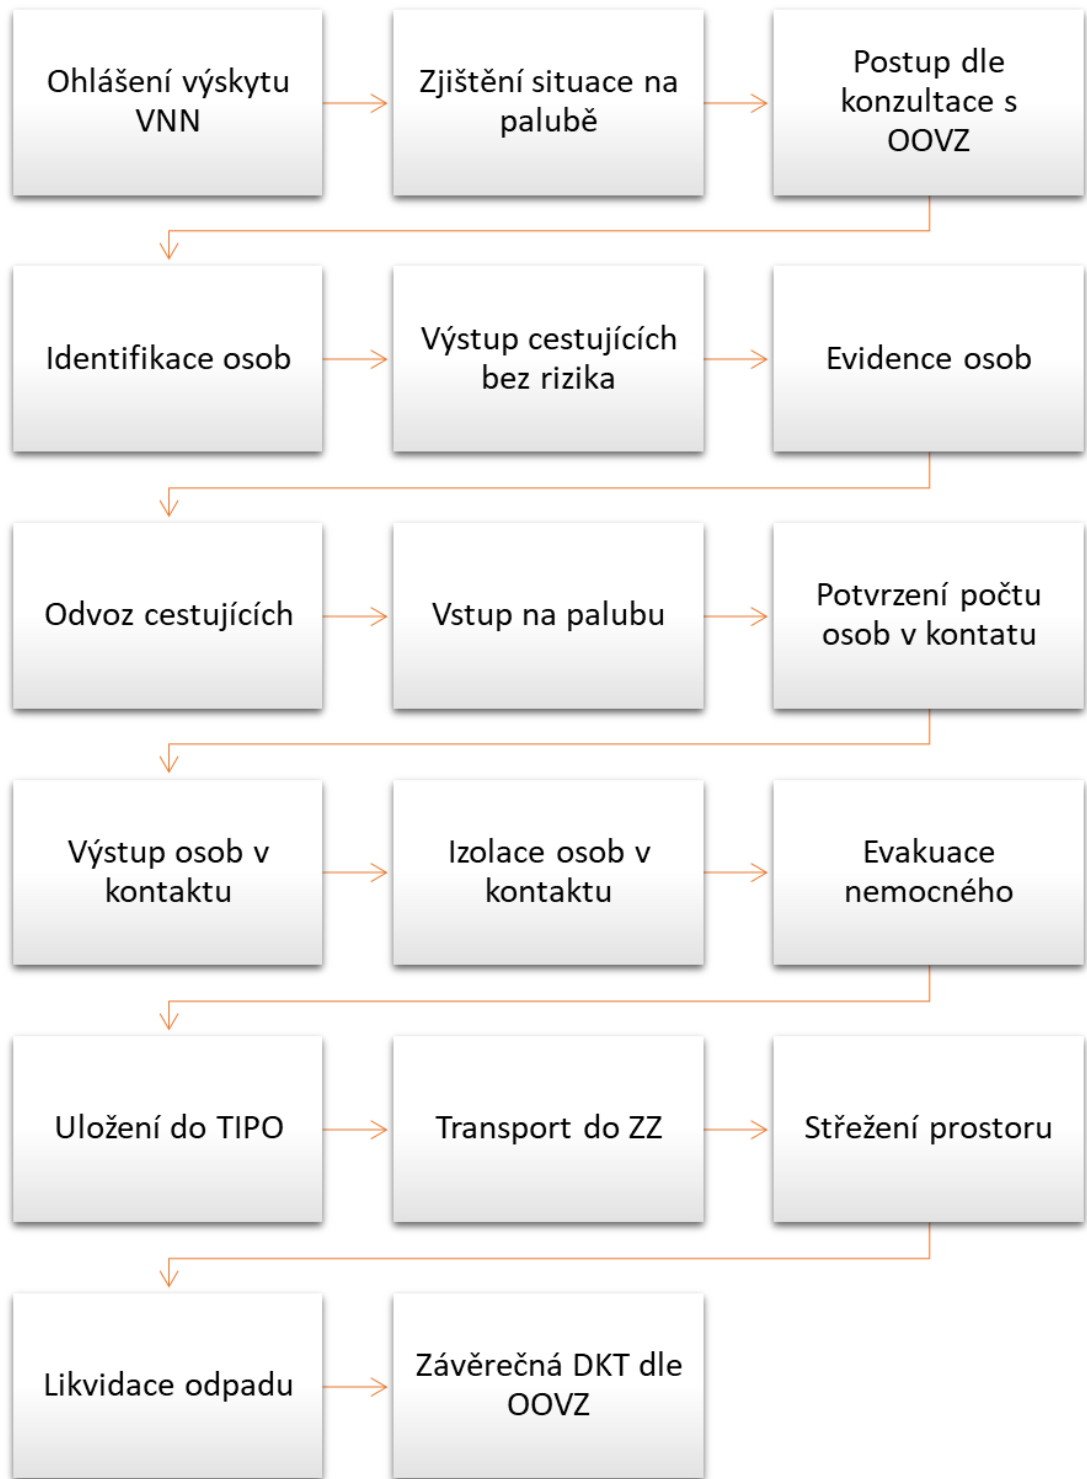 Ohlášení výskytu
VNN
Zjištění situace na
palubě
Postup dle
konzultace s
OOVZ
Identifikace osob
Výstup cestujících
bez rizika
Evidence osob
Odvoz cestujících
Vstup na palubu
Potvrzení počtu
osob v kontatu
Výstup osob v
kontaktu
Izolace osob v
kontaktu
Evakuace
nemocného
Uložení do TIPO
Transport do ZZ
Střežení prostoru
Likvidace odpadu
Závěrečná DKT dle
OOVZ